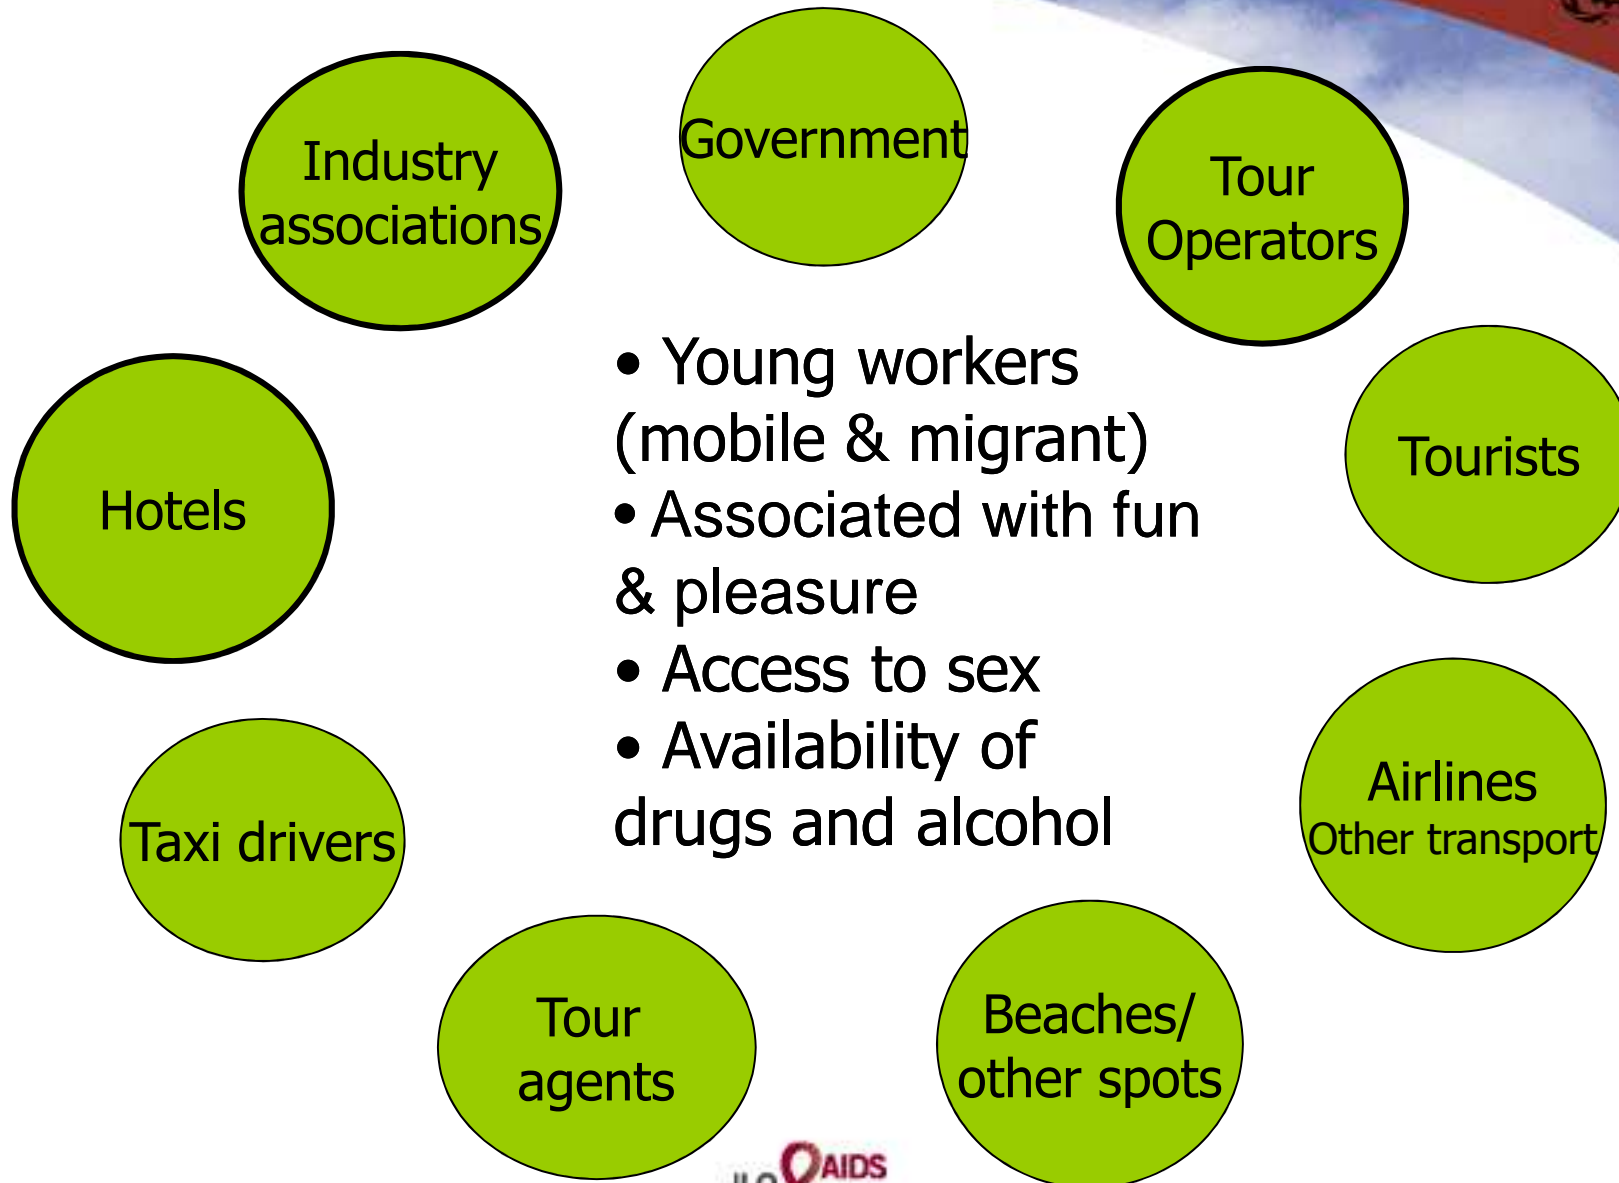 Government
Industry
associations
Tour
Operators
Hotels
Tourists
• Young workers
(mobile & migrant)
• Associated with fun
& pleasure
• Access to sex
• Availability of
drugs and alcohol
Taxi drivers
Airlines
Other transport
Tour
agents
Beaches/
other spots
ILO AIDS